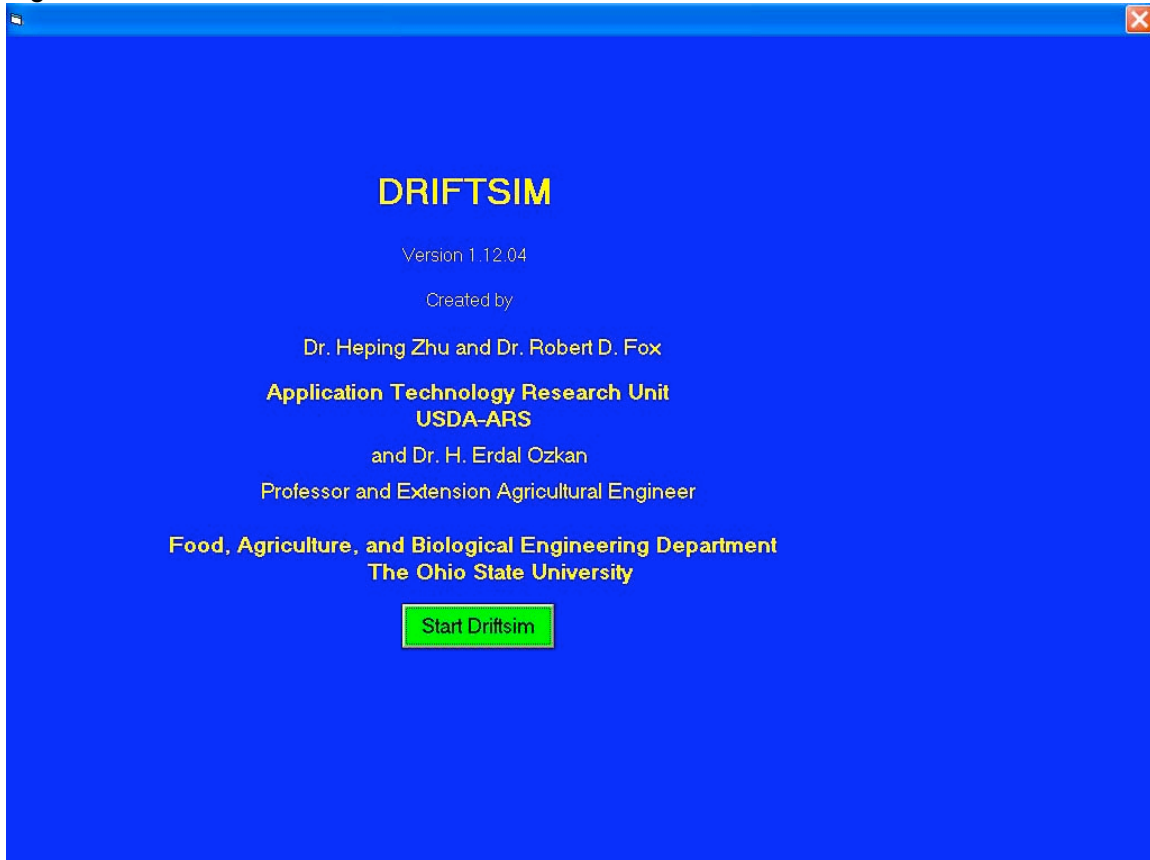 DRIFTSIM
Version 1.12.04
Created by
Dr. Heping Zhu and Dr. Robert D. Fox
Application Technology Research Unit
USDA-ARS
and Dr. H. Erdal Ozkan
Professor and Extension Agricultural Engineer
Food, Agriculture, and Biological Engineering Department
The Ohio State University
Start Driftsim